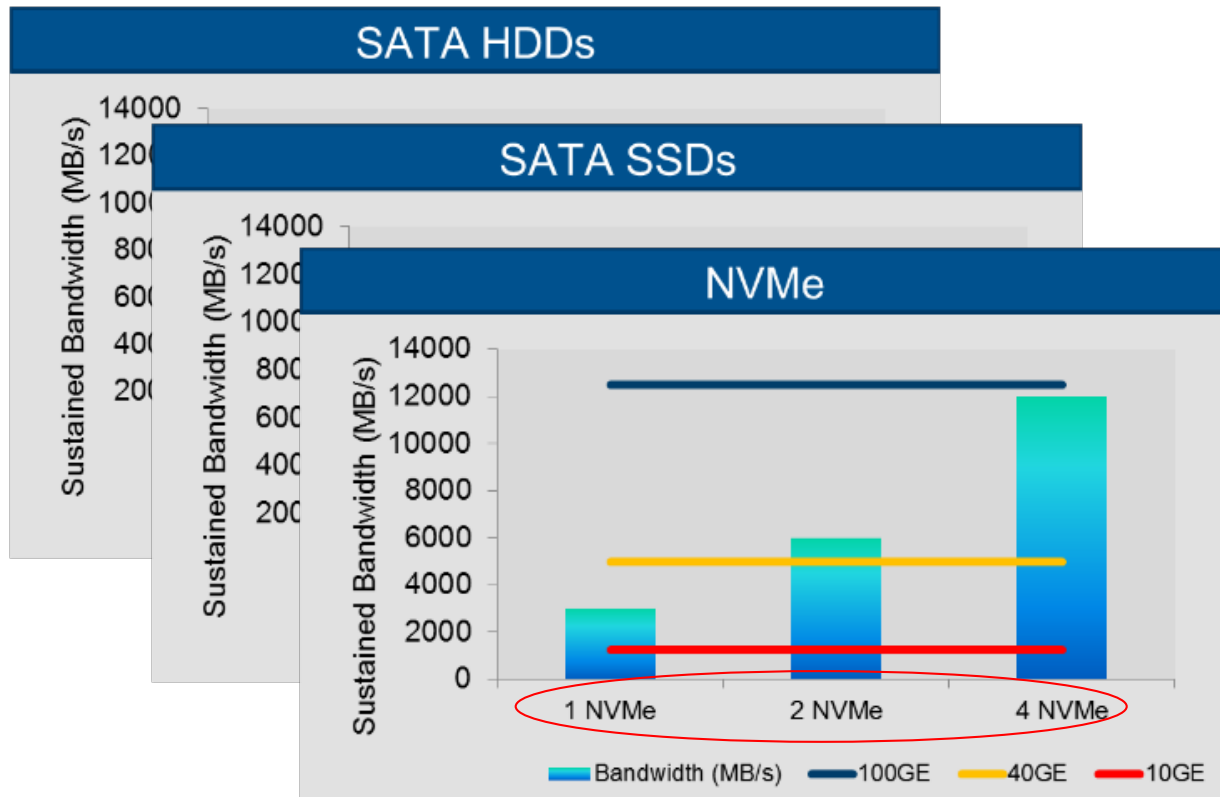 SATA HDDs
Sustained Bandwidth (MB/s)
14000
SATA SSDs
Sustained Bandwidth (MB/s)
14000
NVMe
Sustained Bandwidth (MB/s)
14000
12000
10000
8000
6000
4000
2000
0
1 NVMe 2 NVMe 4 NVMe
Bandwidth (MB/s) 100GE 40GE 10GE